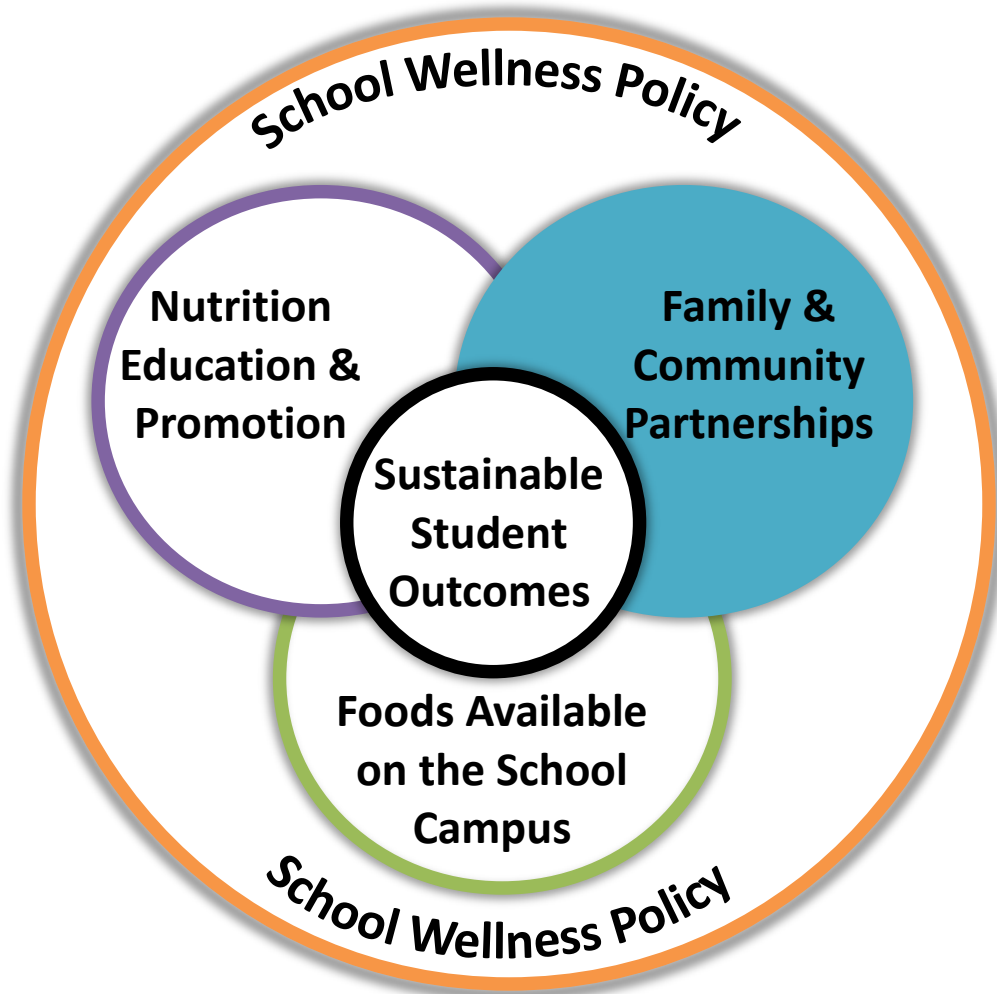 School Wellness Policy
Nutrition
Education &
Promotion
Family &
Community
Partnerships
Sustainable
Student
Outcomes
Foods Available
on the School
Campus
School Wellness Policy